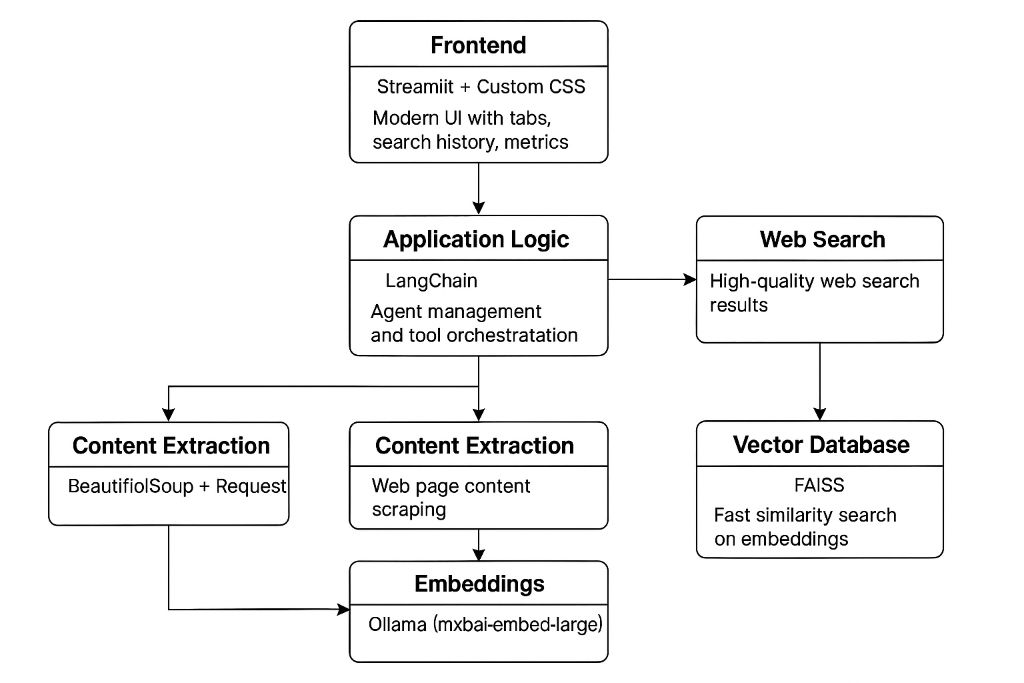 Frontend
Streamiit + Custom CSS
Modern UI with tabs,
search history, metrics
Application Logic
LangChain
Agent management
and tool orchestratation
Web Search
High-quality web search
results
Content Extraction
BeautifiolSoup + Request
Content Extraction
Web page content
scraping
Vector Database
FAISS
Fast similarity search
on embeddings
Embeddings
Ollama (mxbai-embed-large)